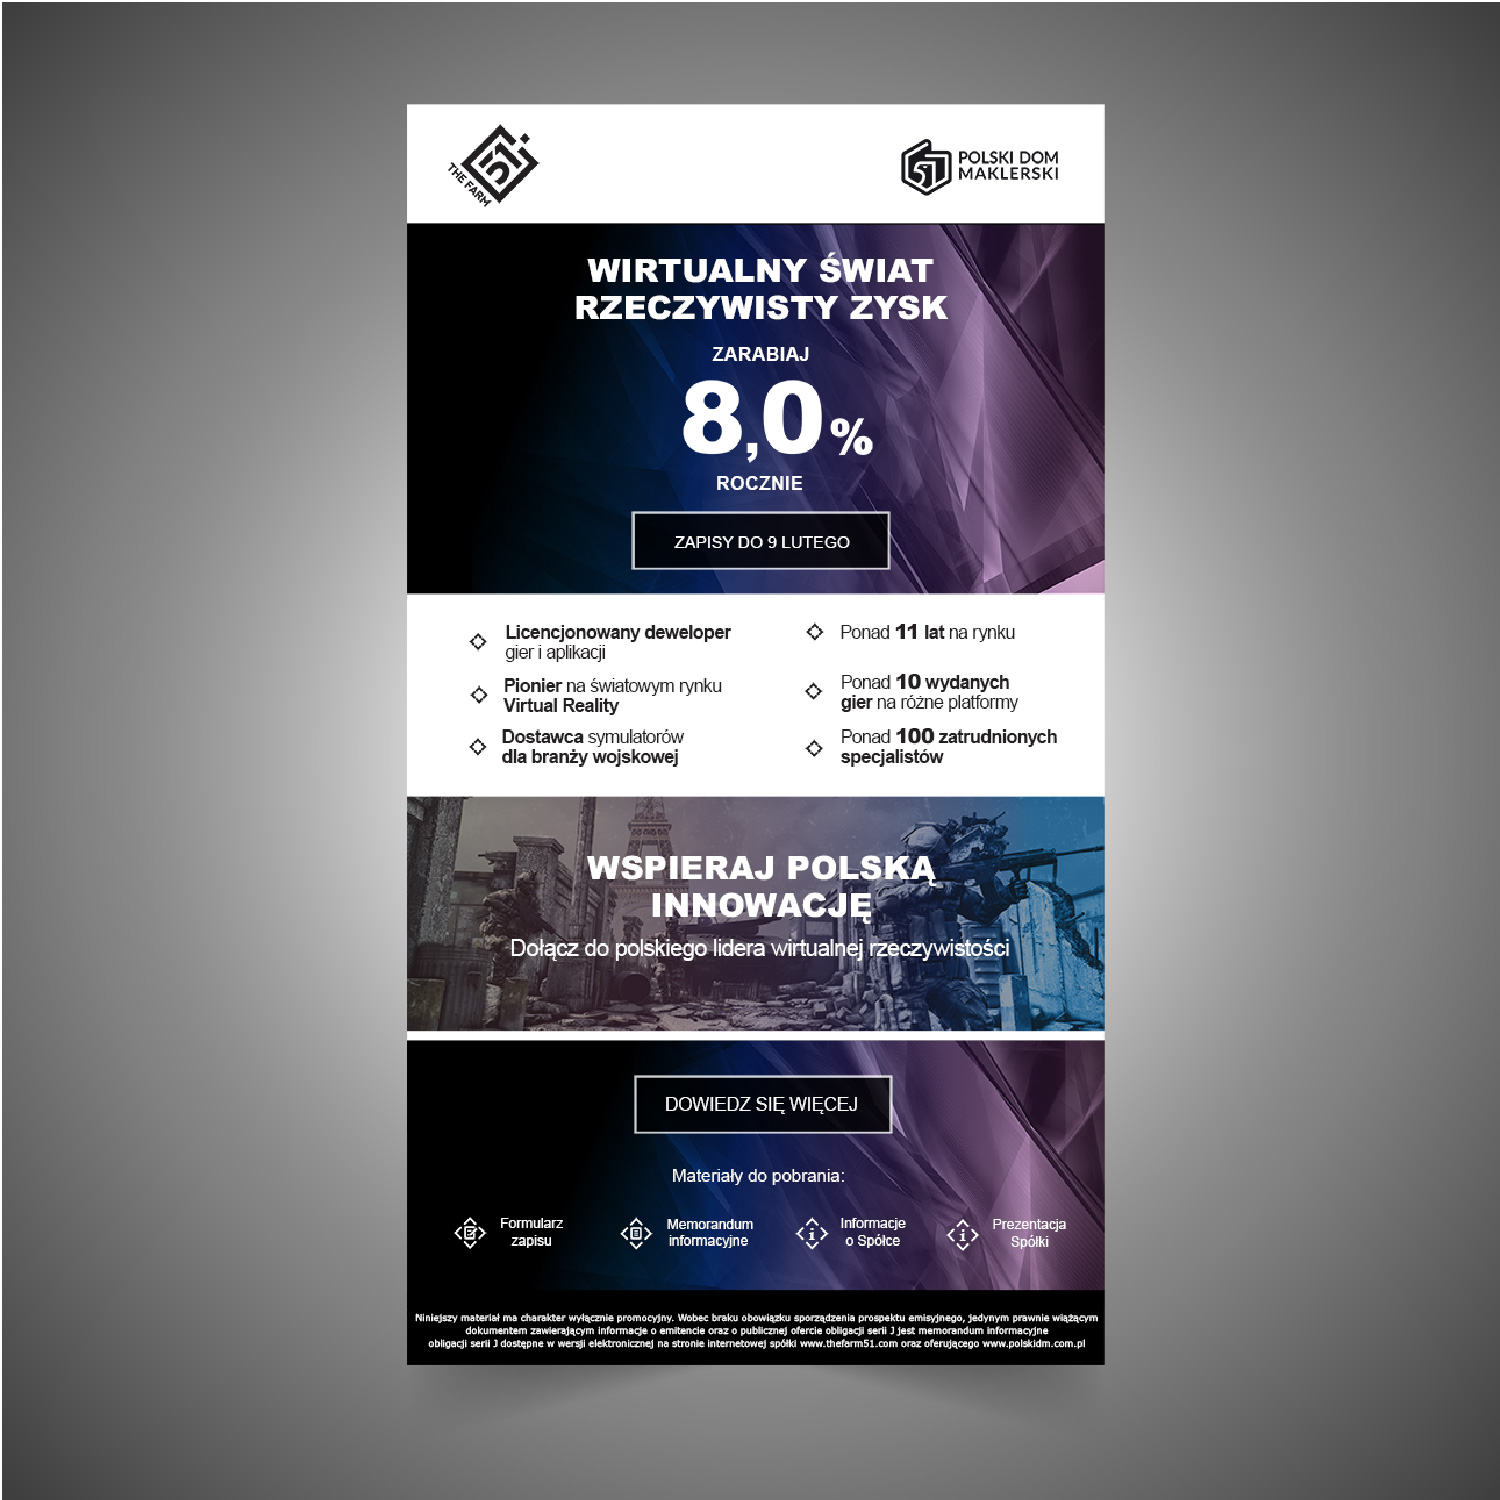 THE FARM 51
POLSKI DOM
MAKLERSKI
WIRTUALNY ŚWIAT
RZECZYWISTY ZYSK
ZARABIAJ
8,0%
ROCZNIE
ZAPISY DO 9 LUTEGO
Licencjonowany deweloper
gier i aplikacji
Pionier na światowym rynku
Virtual Reality
Dostawca symulatorów
dla branży wojskowej
Ponad 11 lat na rynku
Ponad 10 wydanych
gier na różne platformy
Ponad 100 zatrudnionych
specjalistów
WSPIERAJ POLSKĄ
INNOWACJĘ
Dołącz do polskiego lidera wirtualnej rzeczywistości
DOWIEDZ SIĘ WIĘCEJ
Materiały do pobrania:
Formularz
zapisu
Memorandum
informacyjne
Informacje
o Spółce
Prezentacja
Spółki
Niniejszy materiał ma charakter wyłącznie promocyjny. Wobec braku obowiązku sporządzenia prospektu emisyjnego, jedynym prawnie wiążącym
dokumentem zawierającym informacje o emitencie oraz o publicznej ofercie obligacji serii J jest memorandum informacyjne
obligacji serii J dostępne w wersji elektronicznej na stronie internetowej spółki www.thefarm51.com oraz oferującego www.polskidm.com.pl